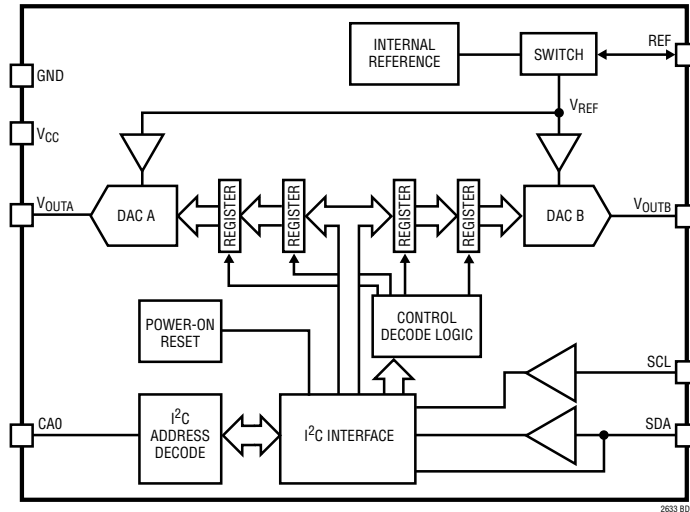 INTERNAL
REFERENCE
SWITCH
REF
GND
VREF
VCC
VOUTA
DAC A
REGISTER
REGISTER
REGISTER
REGISTER
DAC B
VOUTB
POWER-ON
RESET
CONTROL
DECODE LOGIC
SCL
CA0
I2C
ADDRESS
DECODE
I2C INTERFACE
SDA
2633 BD